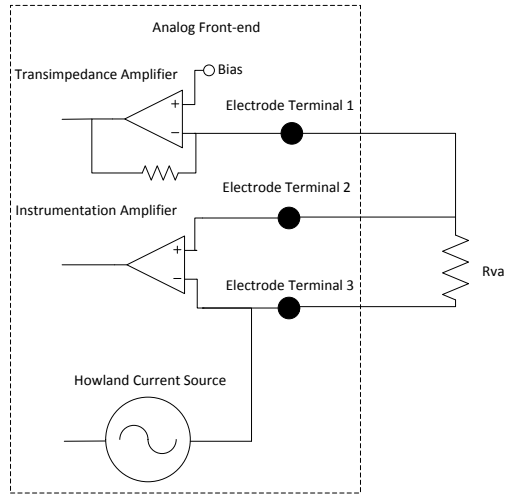 Analog Front-end
Transimpedance Amplifier
Bias
+
−
Electrode Terminal 1
Electrode Terminal 2
Instrumentation Amplifier
+
−
Electrode Terminal 3
Rva
Howland Current Source